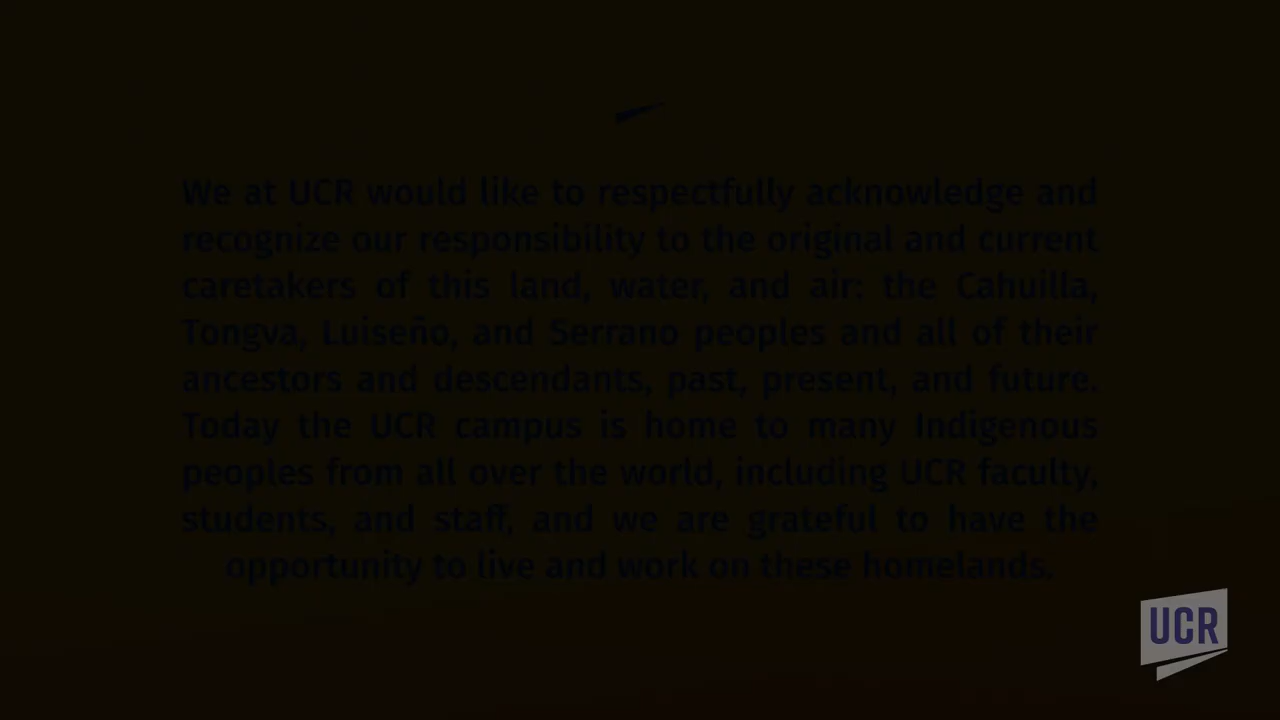 We at UCR would like to respectfully acknowledge and
recognize our responsibility to the original and current
caretakers of this land, water, and air: the Cahuilla,
Tongva, Luiseño, and Serrano peoples and all of their
ancestors and descendants, past, present, and future.
Today the UCR campus is home to many Indigenous
peoples from all over the world, including UCR faculty,
students, and staff, and we are grateful to have the
opportunity to live and work on these homelands.
UCR